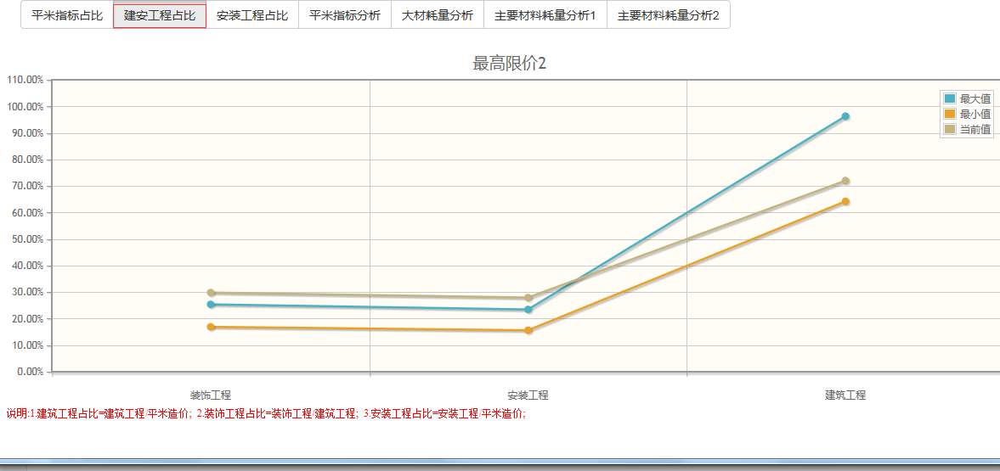 平米指标占比 建安工程占比 安装工程占比 平米指标分析 大材耗量分析 主要材料耗量分析1 主要材料耗量分析2
最高限价2
110.00%
100.00%
90.00%
80.00%
70.00%
60.00%
50.00%
40.00%
30.00%
20.00%
10.00%
0.00%
最大值
最小值
当前值
装饰工程 安装工程 建筑工程
说明:1.建筑工程占比=建筑工程/平米造价; 2.装饰工程占比=装饰工程/建筑工程; 3.安装工程占比=安装工程/平米造价;